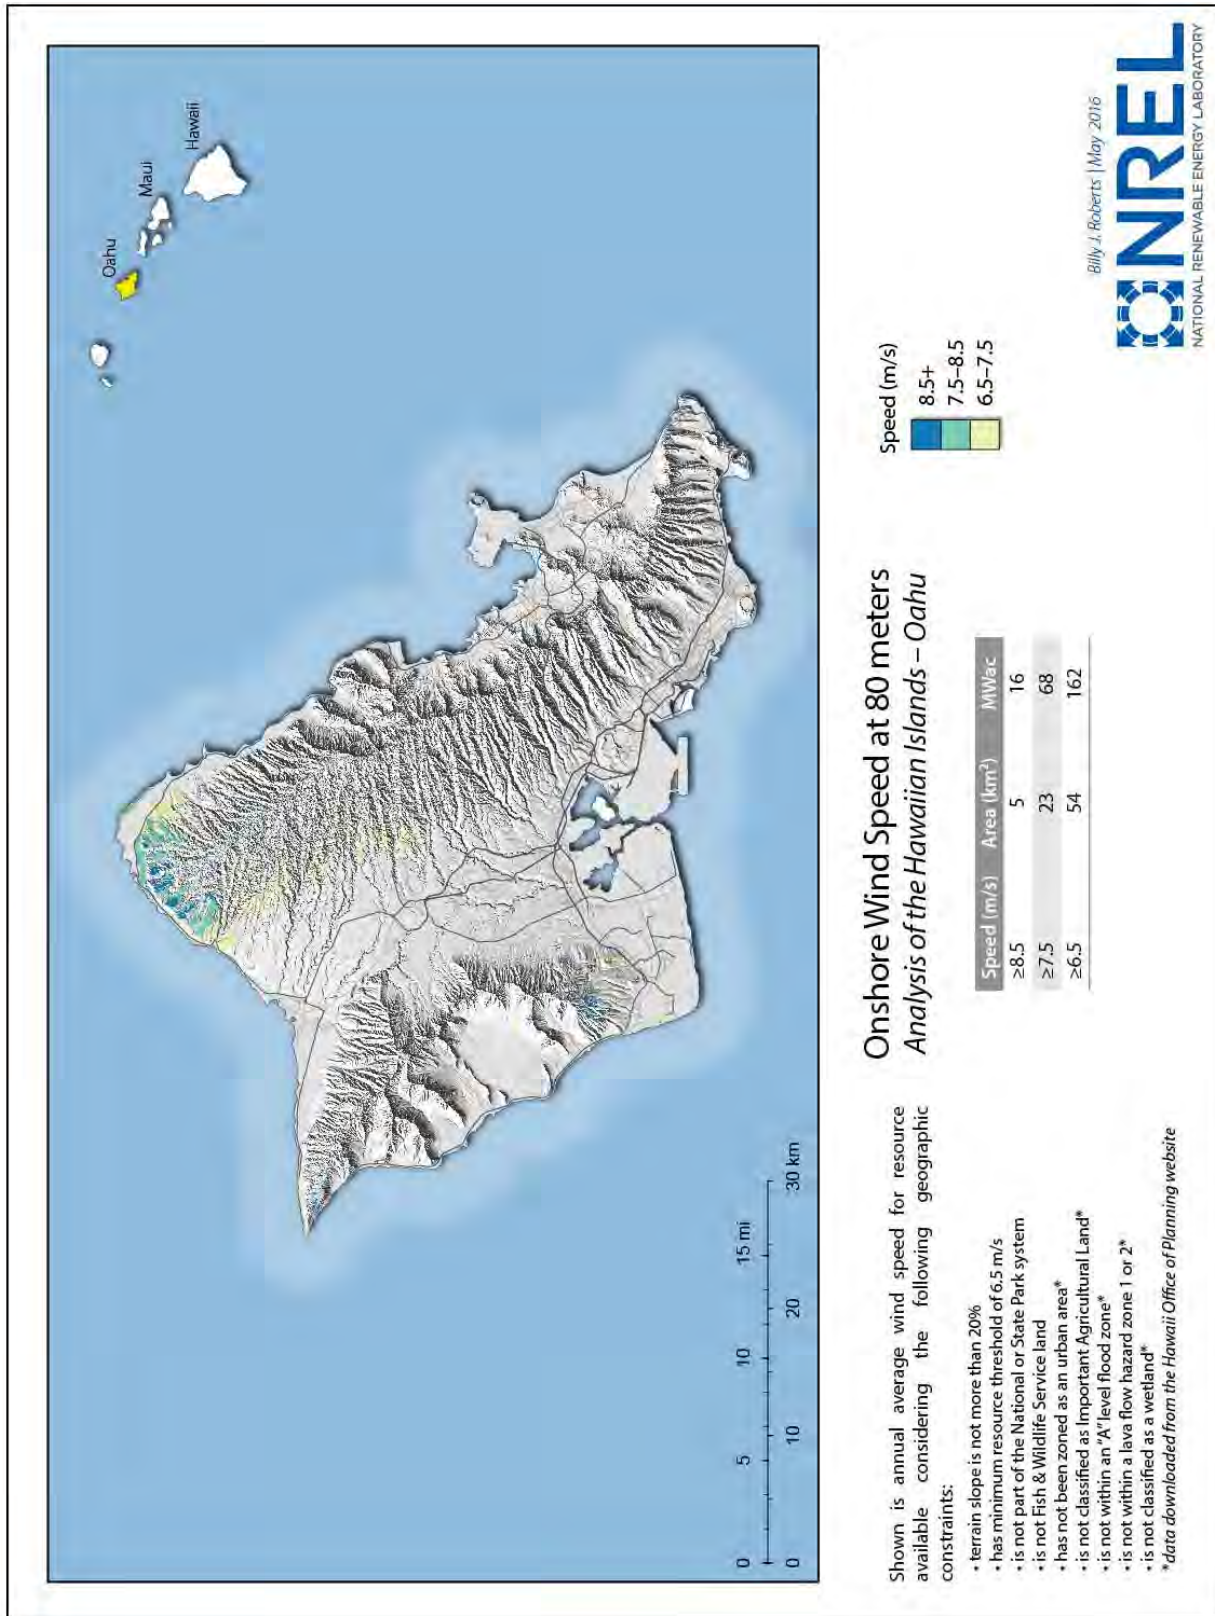 Oahu
Maui
Hawaii
0 5 10 15 mi
0 10 20 30 km
Shown is annual average wind speed for resource
available considering the following geographic
constraints:
• terrain slope is not more than 20%
• has minimum resource threshold of 6.5 m/s
• is not part of the National or State Park system
• is not Fish & Wildlife Service land
• has not been zoned as an urban area*
• is not classified as Important Agricultural Land*
• is not within an "A" level flood zone*
• is not within a lava flow hazard zone 1 or 2*
• is not classified as a wetland*
*data downloaded from the Hawaii Office of Planning website
Onshore Wind Speed at 80 meters
Analysis of the Hawaiian Islands – Oahu
Speed (m/s) Area (km²) MWac
≥8.5 5 16
≥7.5 23 68
≥6.5 54 162
Speed (m/s)
8.5+
7.5–8.5
6.5–7.5
Billy J. Roberts | May 2016
NREL
NATIONAL RENEWABLE ENERGY LABORATORY